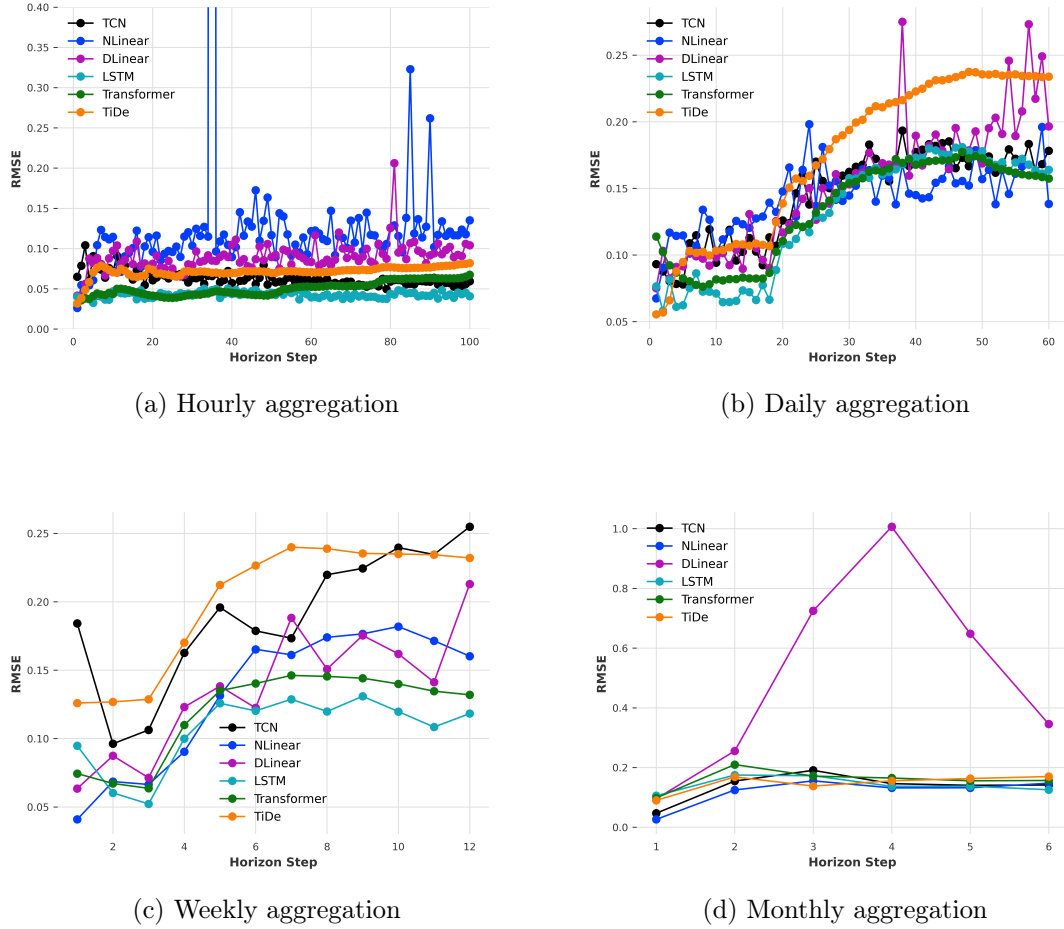 0.40
0.35
0.30
0.25
0.20
0.15
0.10
0.05
0.00
RMSE
TCN
NLinear
DLinear
LSTM
Transformer
TiDe
0 20 40 60 80 100
Horizon Step
(a) Hourly aggregation
0.25
0.20
0.15
0.10
0.05
RMSE
TCN
NLinear
DLinear
LSTM
Transformer
TiDe
0 10 20 30 40 50 60
Horizon Step
(b) Daily aggregation
0.25
0.20
0.15
0.10
0.05
RMSE
TCN
NLinear
DLinear
LSTM
Transformer
TiDe
2 4 6 8 10 12
Horizon Step
(c) Weekly aggregation
1.0
0.8
0.6
0.4
0.2
0.0
RMSE
TCN
NLinear
DLinear
LSTM
Transformer
TiDe
1 2 3 4 5 6
Horizon Step
(d) Monthly aggregation